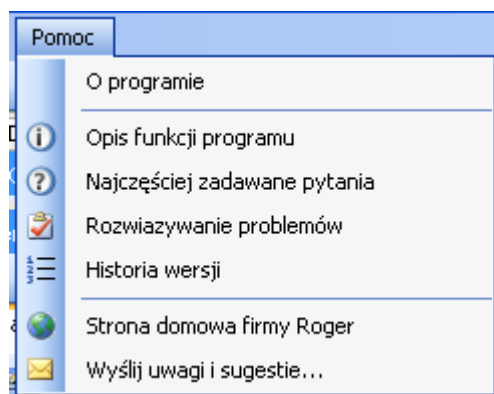 Pomoc
O programie
Opis funkcji programu
Najczęściej zadawane pytania
Rozwiazywanie problemów
Historia wersji
Strona domowa firmy Roger
Wyślij uwagi i sugestie...